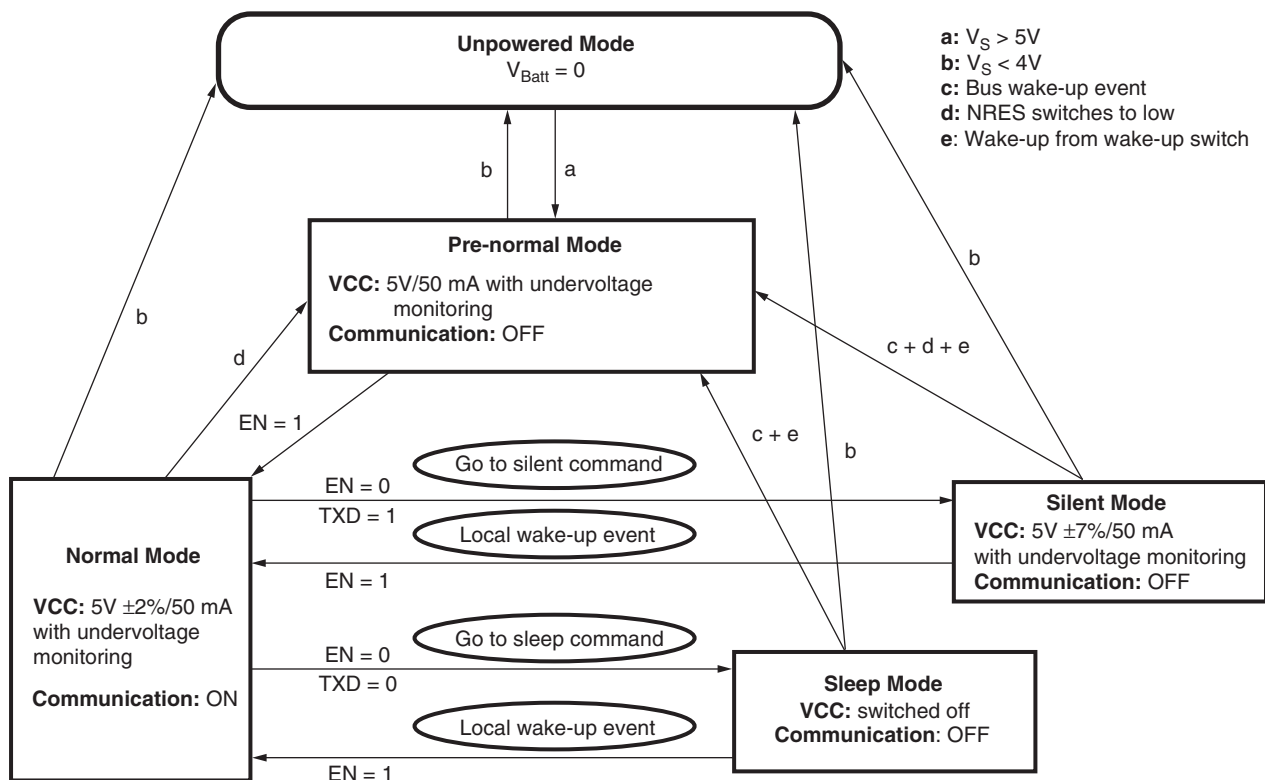 Unpowered Mode
V_Batt = 0
a: V_S > 5V
b: V_S < 4V
c: Bus wake-up event
d: NRES switches to low
e: Wake-up from wake-up switch
b
a
b
Pre-normal Mode
VCC: 5V/50 mA with undervoltage
monitoring
Communication: OFF
b
d
c + d + e
EN = 1
c + e
b
Go to silent command
EN = 0
TXD = 1
Local wake-up event
EN = 1
Silent Mode
VCC: 5V ±7%/50 mA
with undervoltage monitoring
Communication: OFF
Normal Mode
VCC: 5V ±2%/50 mA
with undervoltage
monitoring
Communication: ON
Go to sleep command
EN = 0
TXD = 0
Local wake-up event
EN = 1
Sleep Mode
VCC: switched off
Communication: OFF